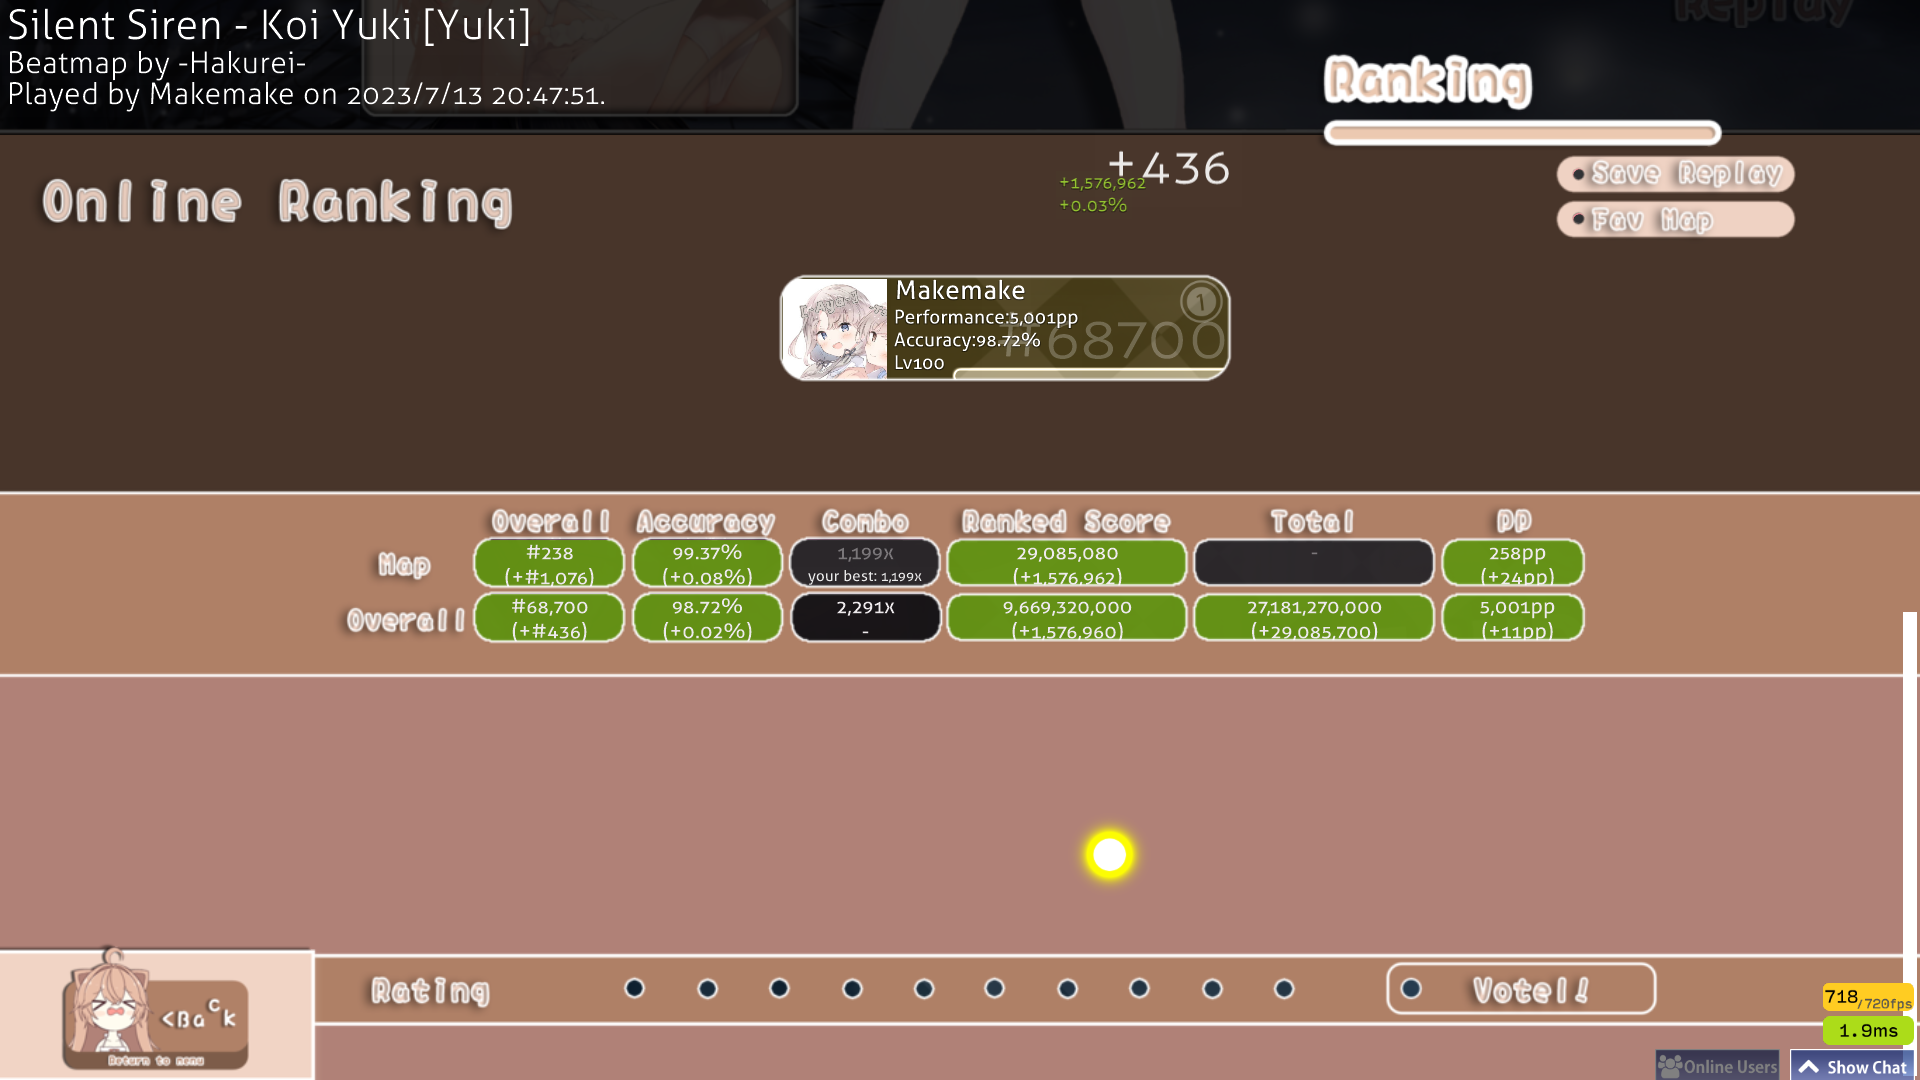 Silent Siren - Koi Yuki [Yuki]
Beatmap by -Hakurei-
Played by Makemake on 2023/7/13 20:47:51.
Replay
Ranking
Online Ranking
+436
+1,576,962
+0.03%
Save Replay
Fav Map
Makemake
Performance:5,001pp
Accuracy:98.72%
Lv100
#68700
1
Overall Accuracy Combo Ranked Score Total pp
Map
#238 99.37% 1,199x 29,085,080 - 258pp
(+#1,076) (+0.08%) your best: 1,199x (+1,576,962) (+24pp)
Overall
#68,700 98.72% 2,291x 9,669,320,000 27,181,270,000 5,001pp
(+#436) (+0.02%) - (+1,576,960) (+29,085,700) (+11pp)
Rating
Vote!!
<Back
Return to menu
718/720fps
1.9ms
Online Users
Show Chat